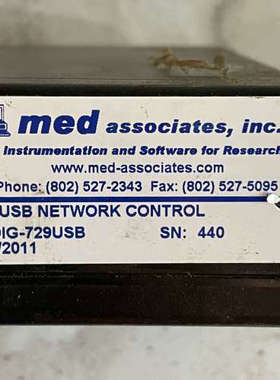 med associates, inc.
Instrumentation and Software for Research
www.med-associates.com
Phone: (802) 527-2343 Fax: (802) 527-5095
USB NETWORK CONTROL
DIG-729USB SN: 440
/2011